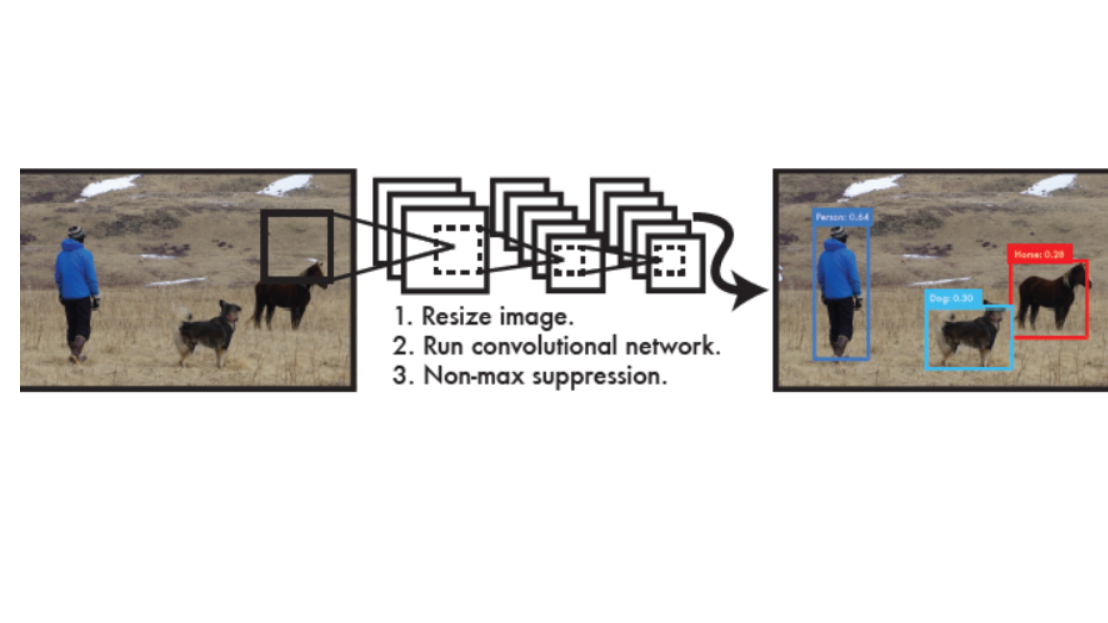 1. Resize image.
2. Run convolutional network.
3. Non-max suppression.
Person: 0.64
Horse: 0.28
Dog: 0.30